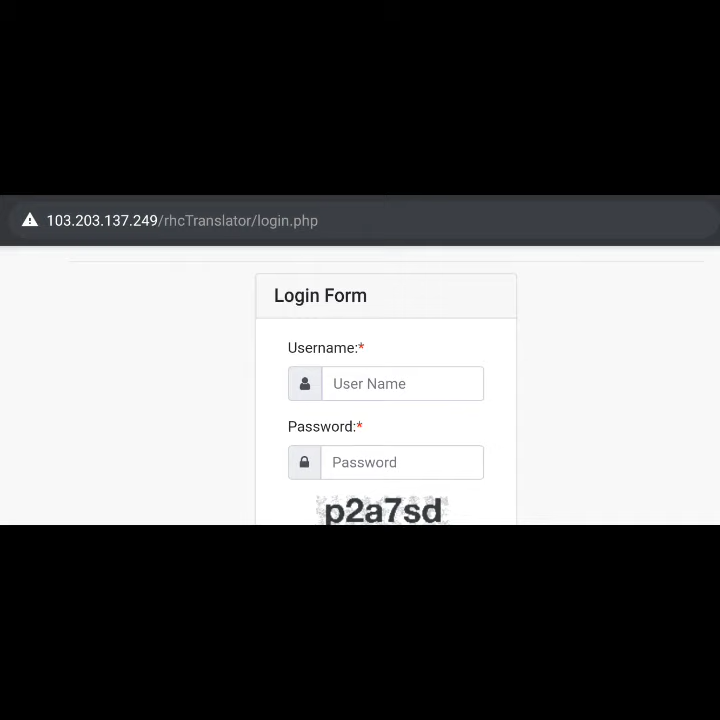 103.203.137.249/rhcTranslator/login.php
Login Form
Username:*
User Name
Password:*
Password
p2a7sd